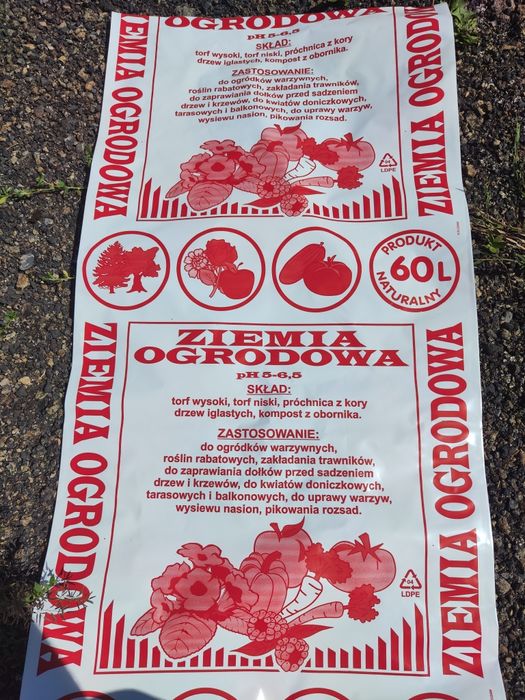 ZIEMIA OGRODOWA
OGRODOWA
ZIEMIA OGRODOWA
pH 5-6,5
SKŁAD:
torf wysoki, torf niski, próchnica z kory
drzew iglastych, kompost z obornika.
ZASTOSOWANIE:
do ogródków warzywnych,
roślin rabatowych, zakładania trawników,
do zaprawiania dołków przed sadzeniem
drzew i krzewów, do kwiatów doniczkowych,
tarasowych i balkonowych, do uprawy warzyw,
wysiewu nasion, pikowania rozsad.
04
LDPE
PRODUKT
60 L
NATURALNY
ZIEMIA OGRODOWA
ZIEMIA
OGRODOWA
ZIEMIA OGRODOWA
pH 5-6,5
SKŁAD:
torf wysoki, torf niski, próchnica z kory
drzew iglastych, kompost z obornika.
ZASTOSOWANIE:
do ogródków warzywnych,
roślin rabatowych, zakładania trawników,
do zaprawiania dołków przed sadzeniem
drzew i krzewów, do kwiatów doniczkowych,
tarasowych i balkonowych, do uprawy warzyw,
wysiewu nasion, pikowania rozsad.
04
LDPE